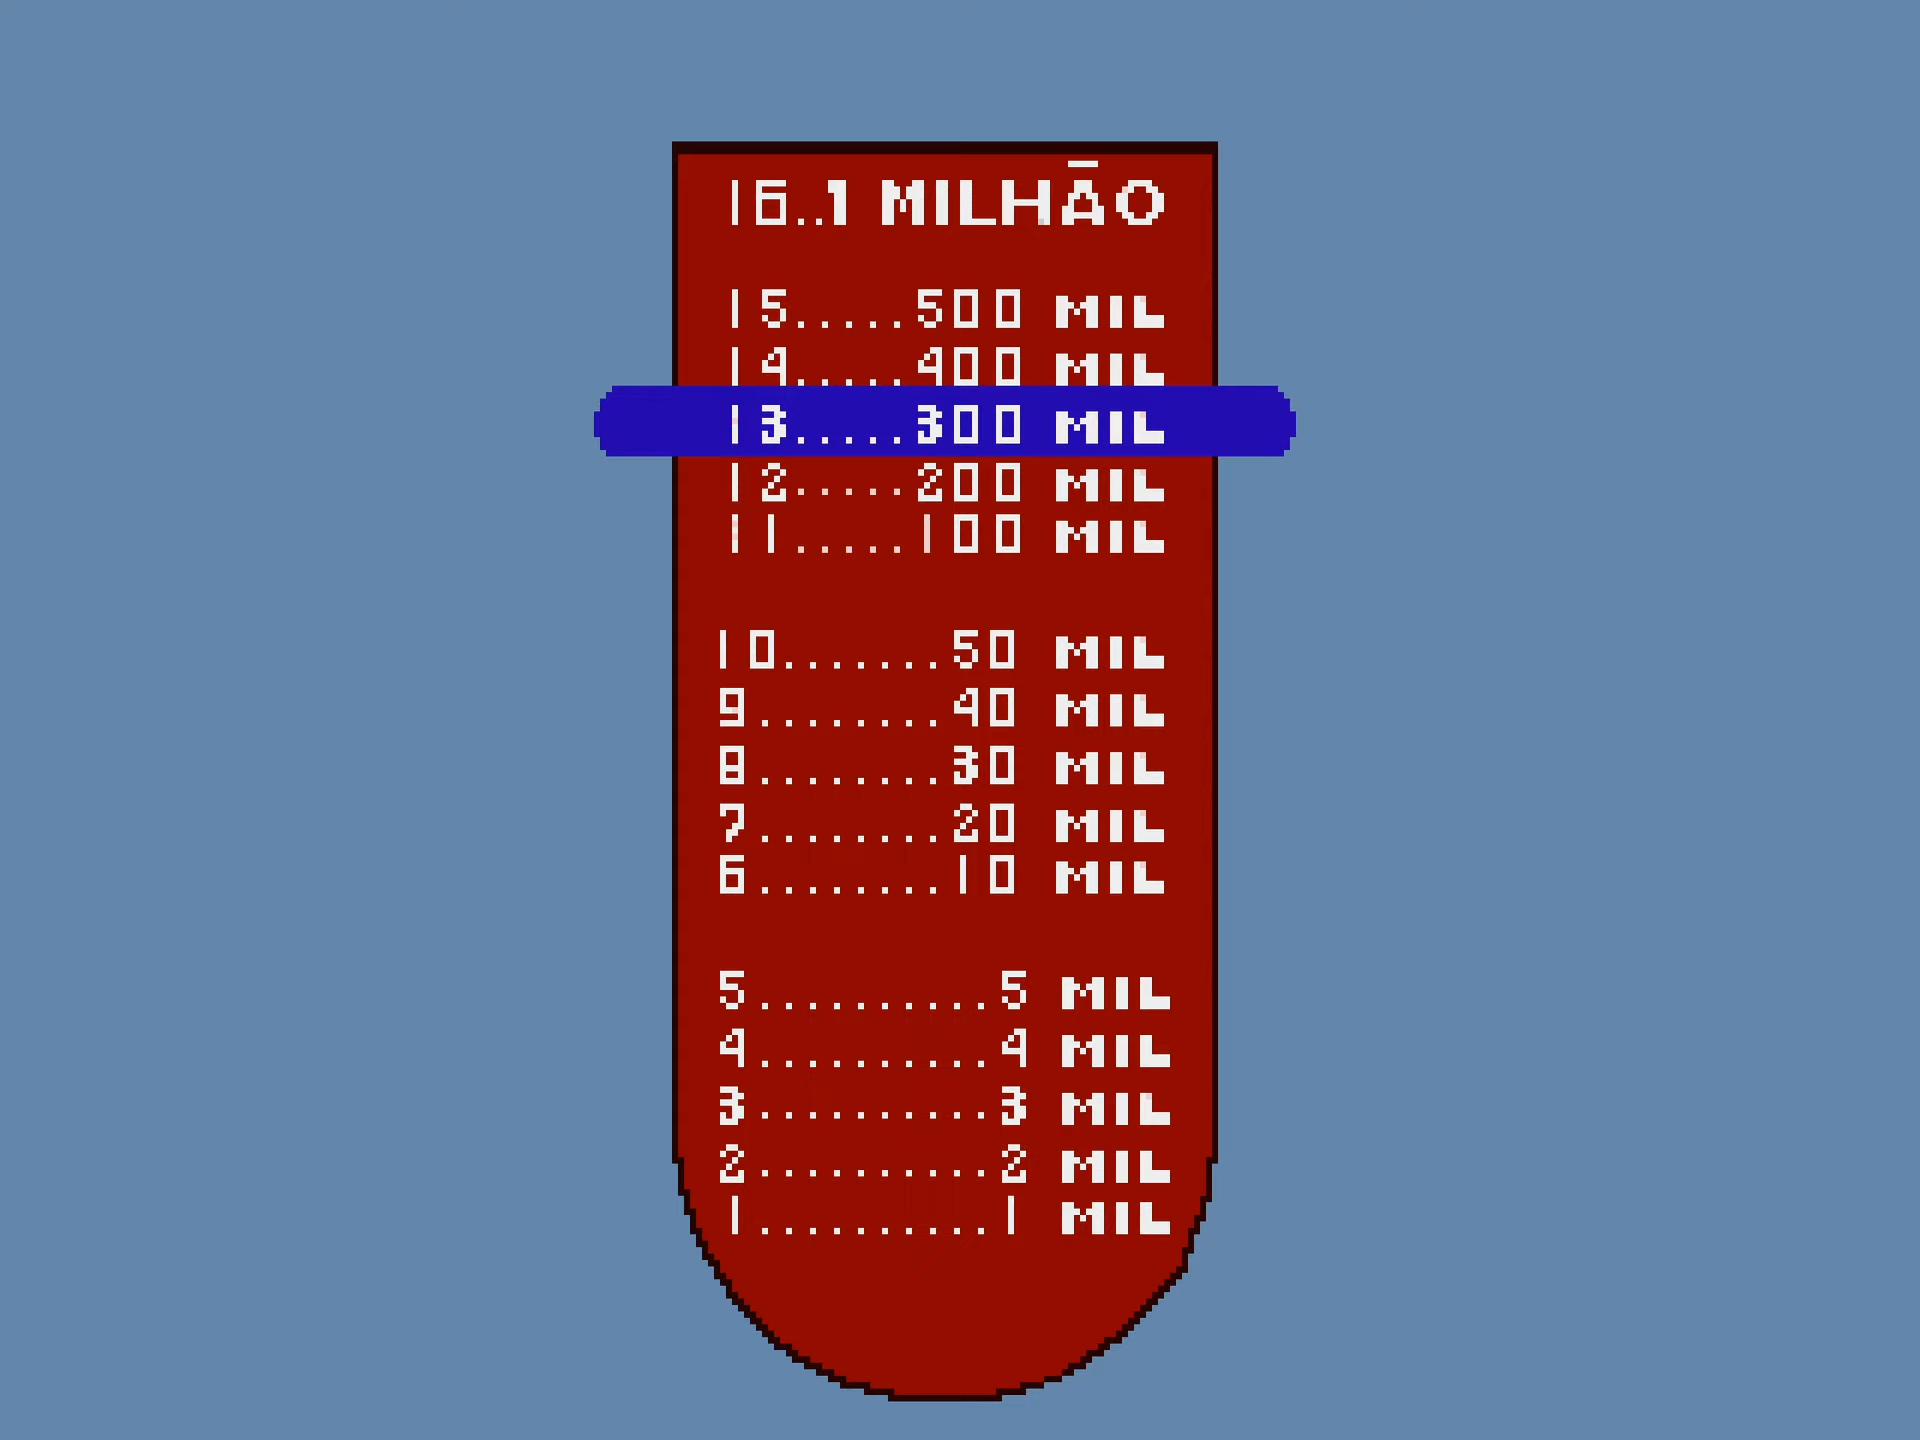 16..1 MILHÃO
15.....500 MIL
14.....400 MIL
13.....300 MIL
12.....200 MIL
11.....100 MIL
10.......50 MIL
9........40 MIL
8........30 MIL
7........20 MIL
6........10 MIL
5..........5 MIL
4..........4 MIL
3..........3 MIL
2..........2 MIL
1..........1 MIL